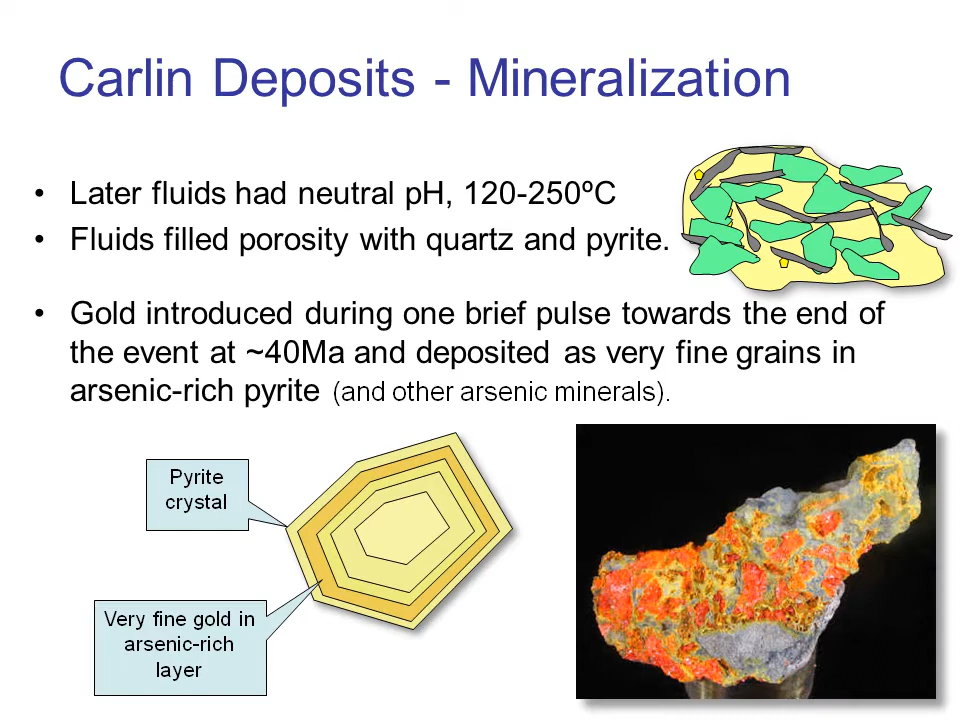 Carlin Deposits - Mineralization
• Later fluids had neutral pH, 120-250ºC
• Fluids filled porosity with quartz and pyrite.
• Gold introduced during one brief pulse towards the end of
the event at ~40Ma and deposited as very fine grains in
arsenic-rich pyrite (and other arsenic minerals).
Pyrite
crystal
Very fine gold in
arsenic-rich
layer